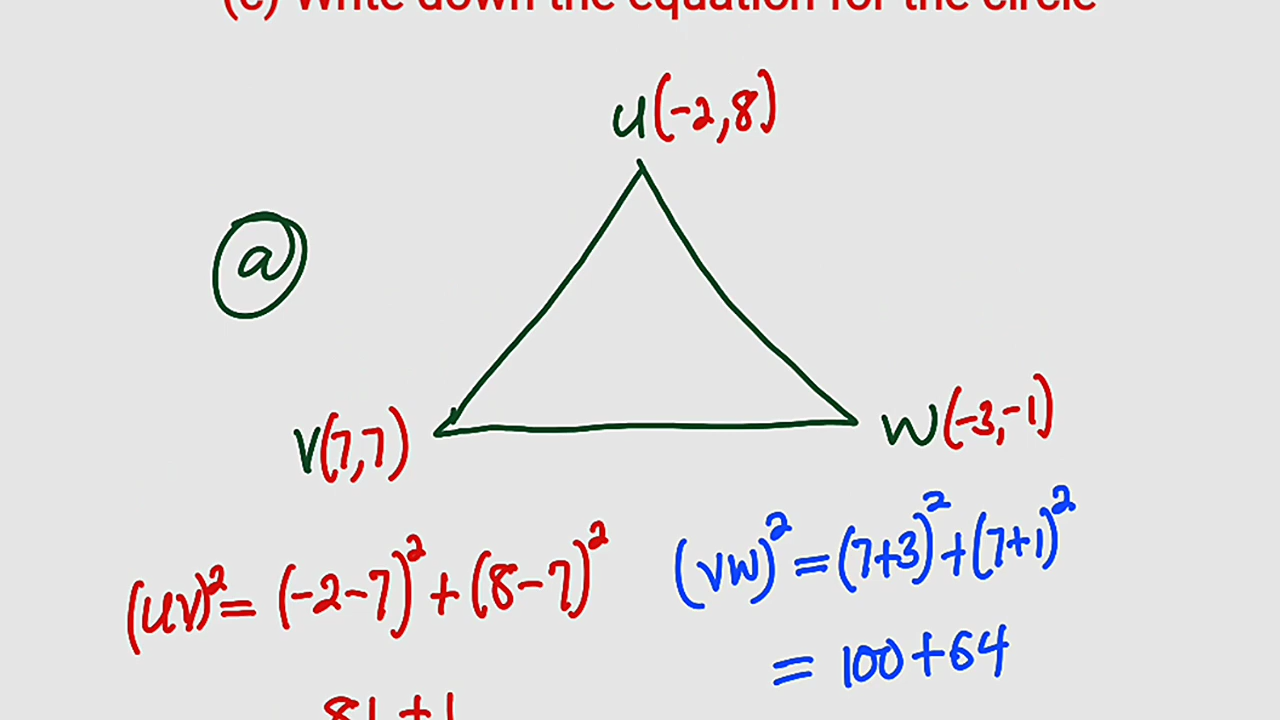 (c) Write down the equation for the circle
U(-2,8)
a
V(7,7)
W(-3,-1)
(UV)²= (-2-7)²+(8-7)²
81+1
(VW)²=(7+3)²+(7+1)²
= 100+64